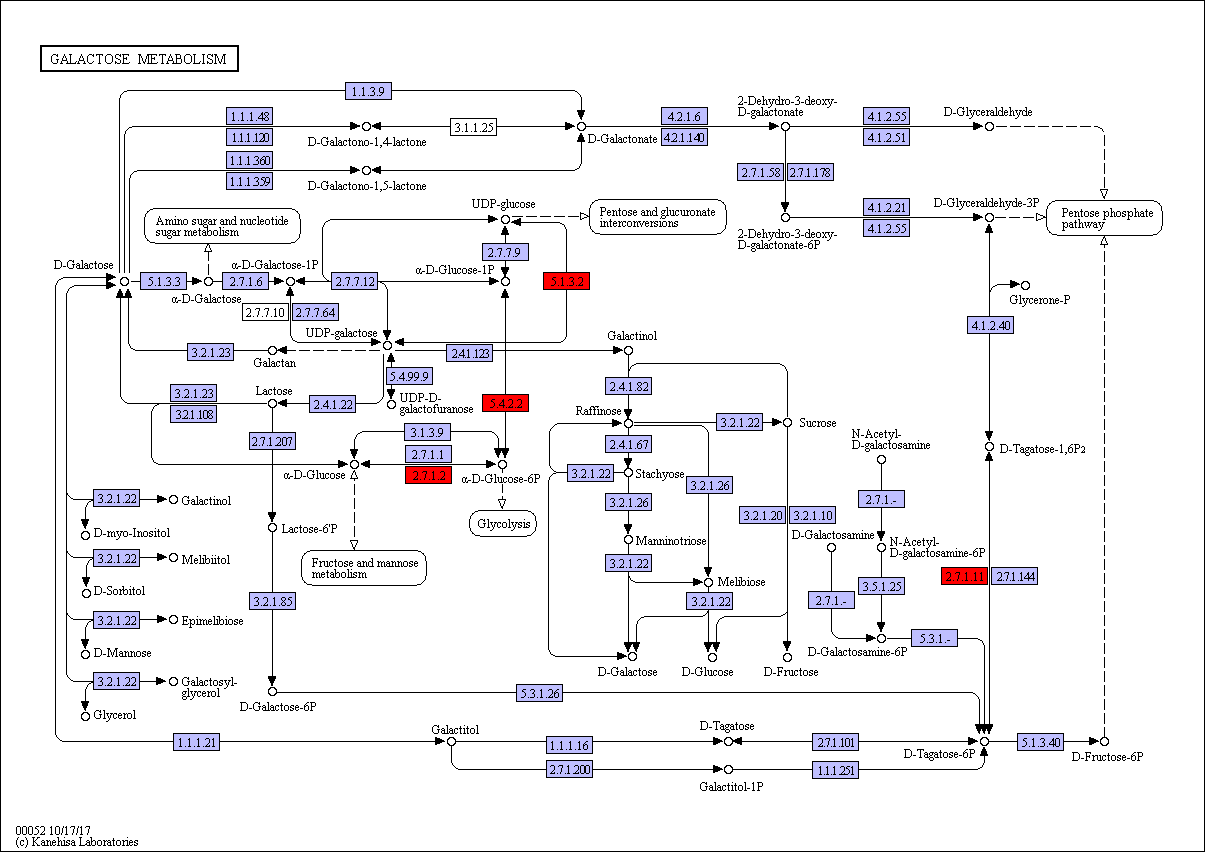 GALACTOSE METABOLISM
1.1.3.9
1.1.1.48
1.1.1.120
D-Galactono-1,4-lactone
3.1.1.25
D-Galactonate
4.2.1.6
4.2.1.140
2-Dehydro-3-deoxy-
D-galactonate
4.1.2.55
4.1.2.51
D-Glyceraldehyde
1.1.1.360
1.1.1.359
D-Galactono-1,5-lactone
2.7.1.58
2.7.1.178
Amino sugar and nucleotide
sugar metabolism
UDP-glucose
Pentose and glucuronate
interconversions
2-Dehydro-3-deoxy-
D-galactonate-6P
4.1.2.21
4.1.2.55
D-Glyceraldehyde-3P
Pentose phosphate
pathway
D-Galactose
5.1.3.3
α-D-Galactose
2.7.1.6
α-D-Galactose-1P
2.7.7.12
α-D-Glucose-1P
2.7.7.9
5.1.3.2
Glycerone-P
2.7.7.10
2.7.7.64
UDP-galactose
4.1.2.40
3.2.1.23
Galactan
2.4.1.123
Galactinol
5.4.99.9
UDP-D-
galactofuranose
2.4.1.82
3.2.1.23
3.2.1.108
Lactose
2.4.1.22
5.4.2.2
Raffinose
3.2.1.22
Sucrose
2.7.1.207
3.1.3.9
2.7.1.1
2.7.1.2
α-D-Glucose
α-D-Glucose-6P
2.4.1.67
N-Acetyl-
D-galactosamine
D-Tagatose-1,6P2
3.2.1.22
Stachyose
3.2.1.26
2.7.1.-
3.2.1.22
Galactinol
D-myo-Inositol
Lactose-6'P
Glycolysis
3.2.1.26
3.2.1.20
3.2.1.10
Manninotriose
D-Galactosamine
N-Acetyl-
D-galactosamine-6P
3.2.1.22
Melibiitol
D-Sorbitol
Fructose and mannose
metabolism
3.2.1.22
Melibiose
2.7.1.11
2.7.1.144
3.5.1.25
3.2.1.85
3.2.1.22
2.7.1.-
3.2.1.22
Epimelibiose
D-Mannose
5.3.1.-
D-Galactosamine-6P
D-Galactose
D-Glucose
D-Fructose
3.2.1.22
Galactosyl-
glycerol
Glycerol
D-Galactose-6P
5.3.1.26
1.1.1.21
Galactitol
1.1.1.16
D-Tagatose
2.7.1.101
D-Tagatose-6P
5.1.3.40
D-Fructose-6P
2.7.1.200
Galactitol-1P
1.1.1.251
00052 10/17/17
(c) Kanehisa Laboratories